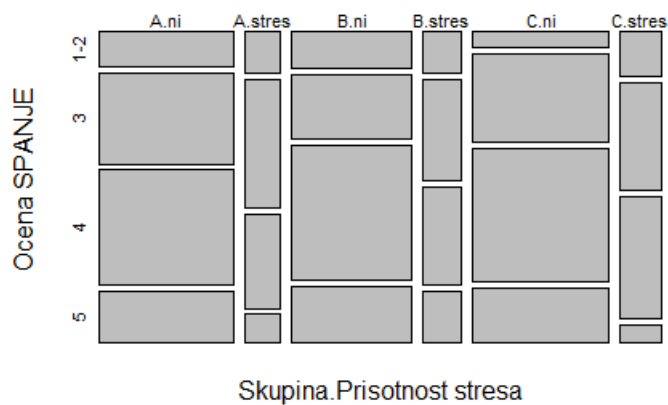 A.ni A.stres B.ni B.stres C.ni C.stres
1-2
3
4
5
Ocena SPANJE
Skupina.Prisotnost stresa